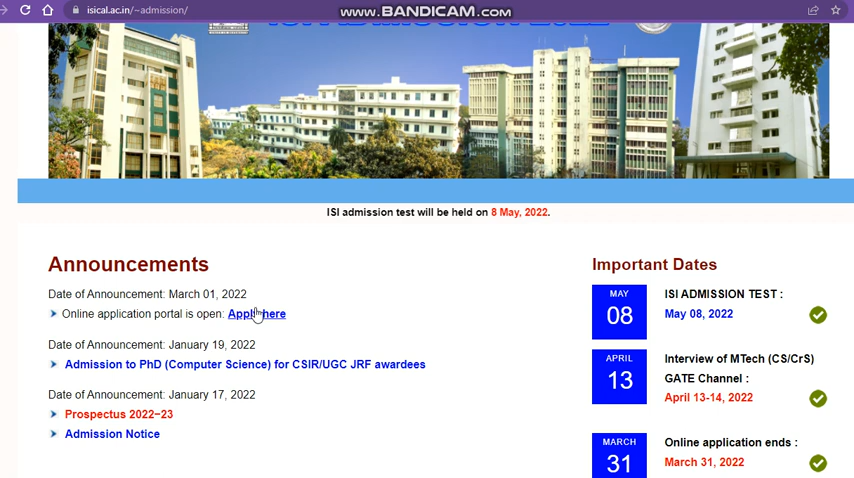 isical.ac.in/~admission/
www.BANDICAM.com
ISI admission test will be held on 8 May, 2022.
Announcements
Date of Announcement: March 01, 2022
Online application portal is open: Apply here
Date of Announcement: January 19, 2022
Admission to PhD (Computer Science) for CSIR/UGC JRF awardees
Date of Announcement: January 17, 2022
Prospectus 2022−23
Admission Notice
Important Dates
MAY
08
ISI ADMISSION TEST :
May 08, 2022
APRIL
13
Interview of MTech (CS/CrS)
GATE Channel :
April 13-14, 2022
MARCH
31
Online application ends :
March 31, 2022